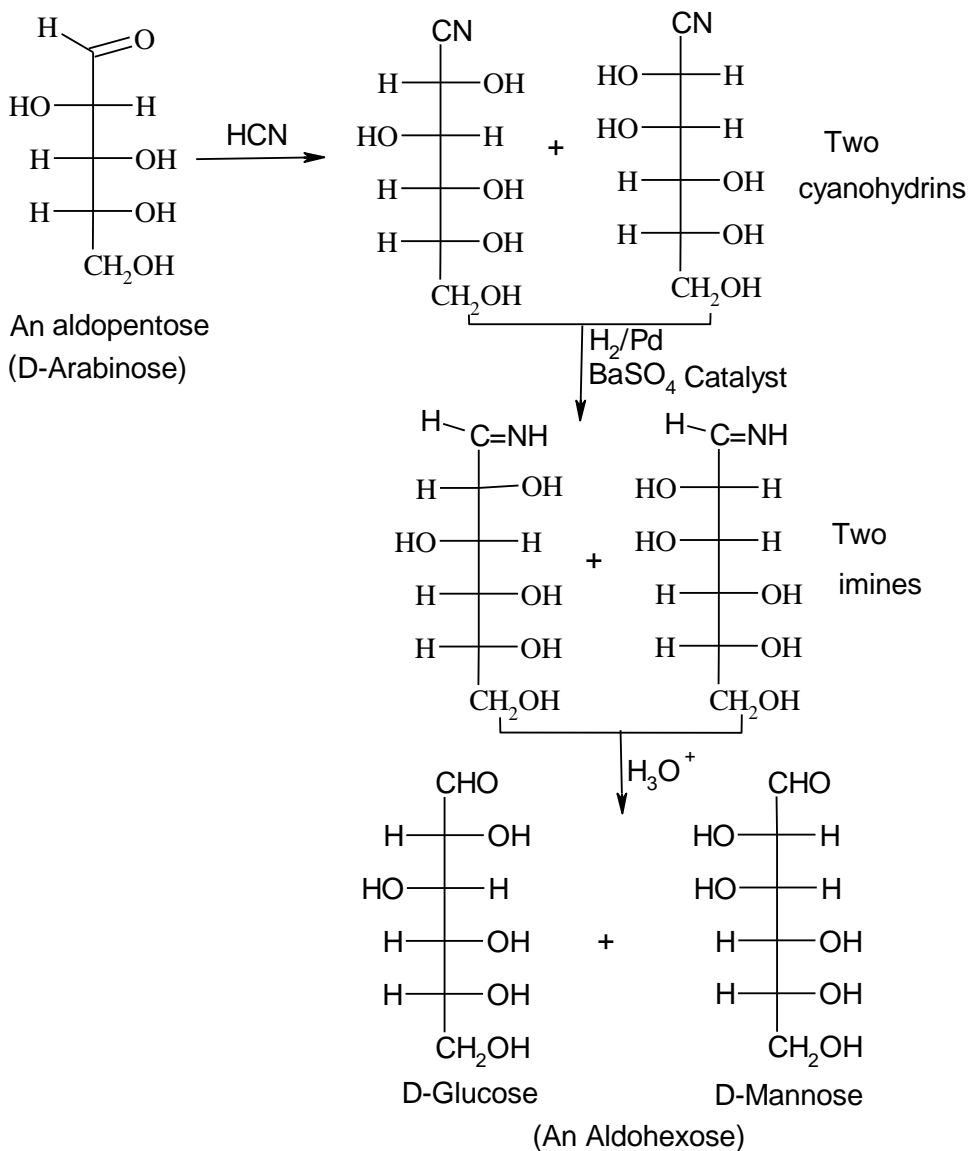 H O
HO H
H OH
H OH
CH2OH
An aldopentose
(D-Arabinose)
HCN
CN
H OH
HO H
H OH
H OH
CH2OH
+
CN
HO H
HO H
H OH
H OH
CH2OH
Two
cyanohydrins
H2/Pd
BaSO4 Catalyst
H C=NH
H OH
HO H
H OH
H OH
CH2OH
+
H C=NH
HO H
HO H
H OH
H OH
CH2OH
Two
imines
H3O+
CHO
H OH
HO H
H OH
H OH
CH2OH
D-Glucose
+
CHO
HO H
HO H
H OH
H OH
CH2OH
D-Mannose
(An Aldohexose)